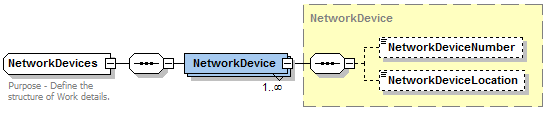 NetworkDevice
NetworkDevices
NetworkDevice
NetworkDeviceNumber
NetworkDeviceLocation
1..∞
Purpose - Define the
structure of Work details.